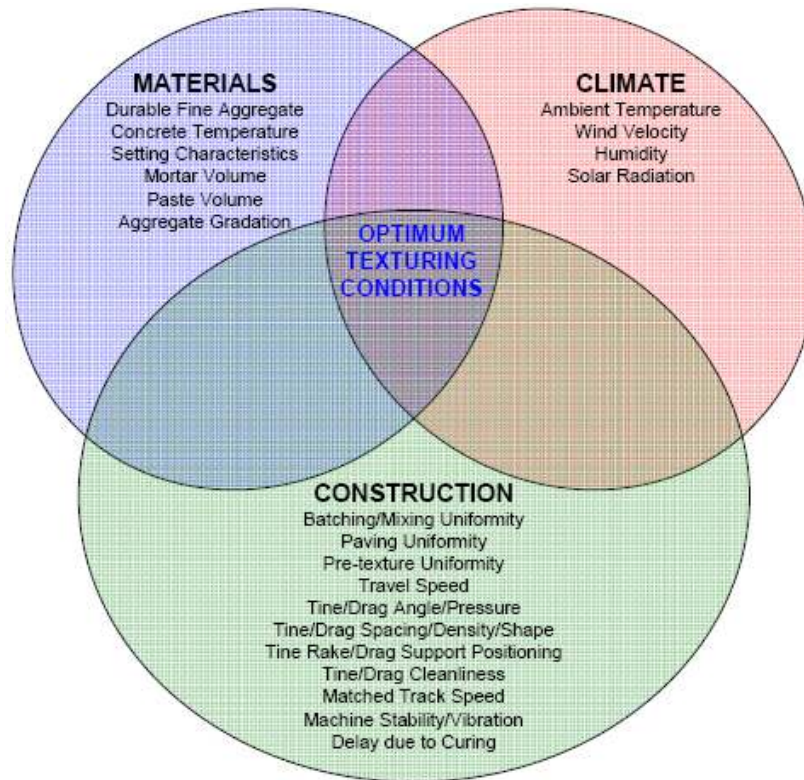 MATERIALS
Durable Fine Aggregate
Concrete Temperature
Setting Characteristics
Mortar Volume
Paste Volume
Aggregate Gradation
CLIMATE
Ambient Temperature
Wind Velocity
Humidity
Solar Radiation
OPTIMUM
TEXTURING
CONDITIONS
CONSTRUCTION
Batching/Mixing Uniformity
Paving Uniformity
Pre-texture Uniformity
Travel Speed
Tine/Drag Angle/Pressure
Tine/Drag Spacing/Density/Shape
Tine Rake/Drag Support Positioning
Tine/Drag Cleanliness
Matched Track Speed
Machine Stability/Vibration
Delay due to Curing